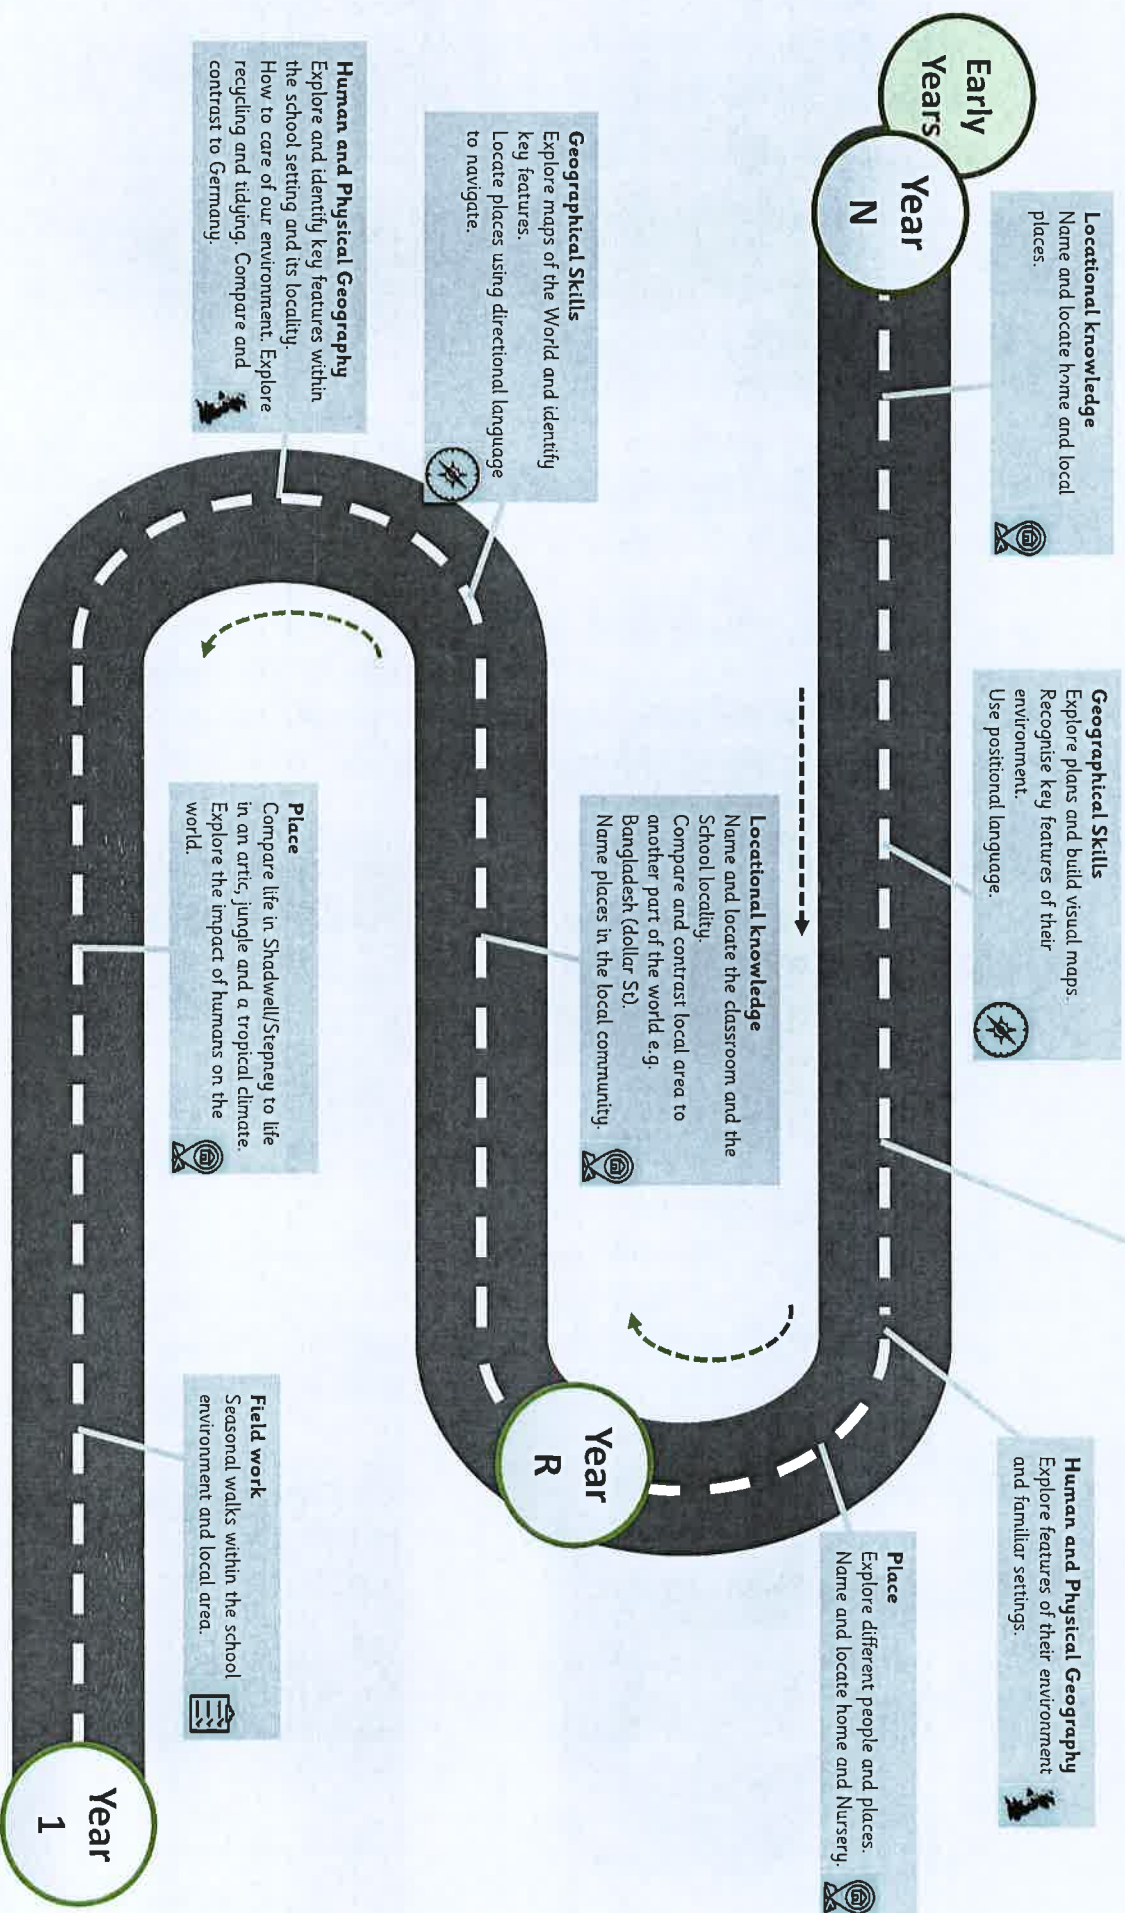 Early
Years
Year
N
Locational knowledge
Name and locate home and local
places.
Geographical Skills
Explore plans and build visual maps.
Recognise key features of their
environment.
Use positional language.
Human and Physical Geography
Explore features of their environment
and familiar settings.
Place
Explore different people and places.
Name and locate home and Nursery.
Year
R
Locational knowledge
Name and locate the classroom and the
School locality.
Compare and contrast local area to
another part of the world e.g.
Bangladesh (dollar St).
Name places in the local community.
Geographical Skills
Explore maps of the World and identify
key features.
Locate places using directional language
to navigate.
Human and Physical Geography
Explore and identify key features within
the school setting and its locality.
How to care of our environment. Explore
recycling and tidying. Compare and
contrast to Germany.
Place
Compare life in Shadwell/Stepney to life
in an artic, jungle and a tropical climate.
Explore the impact of humans on the
world.
Field work
Seasonal walks within the school
environment and local area.
Year
1